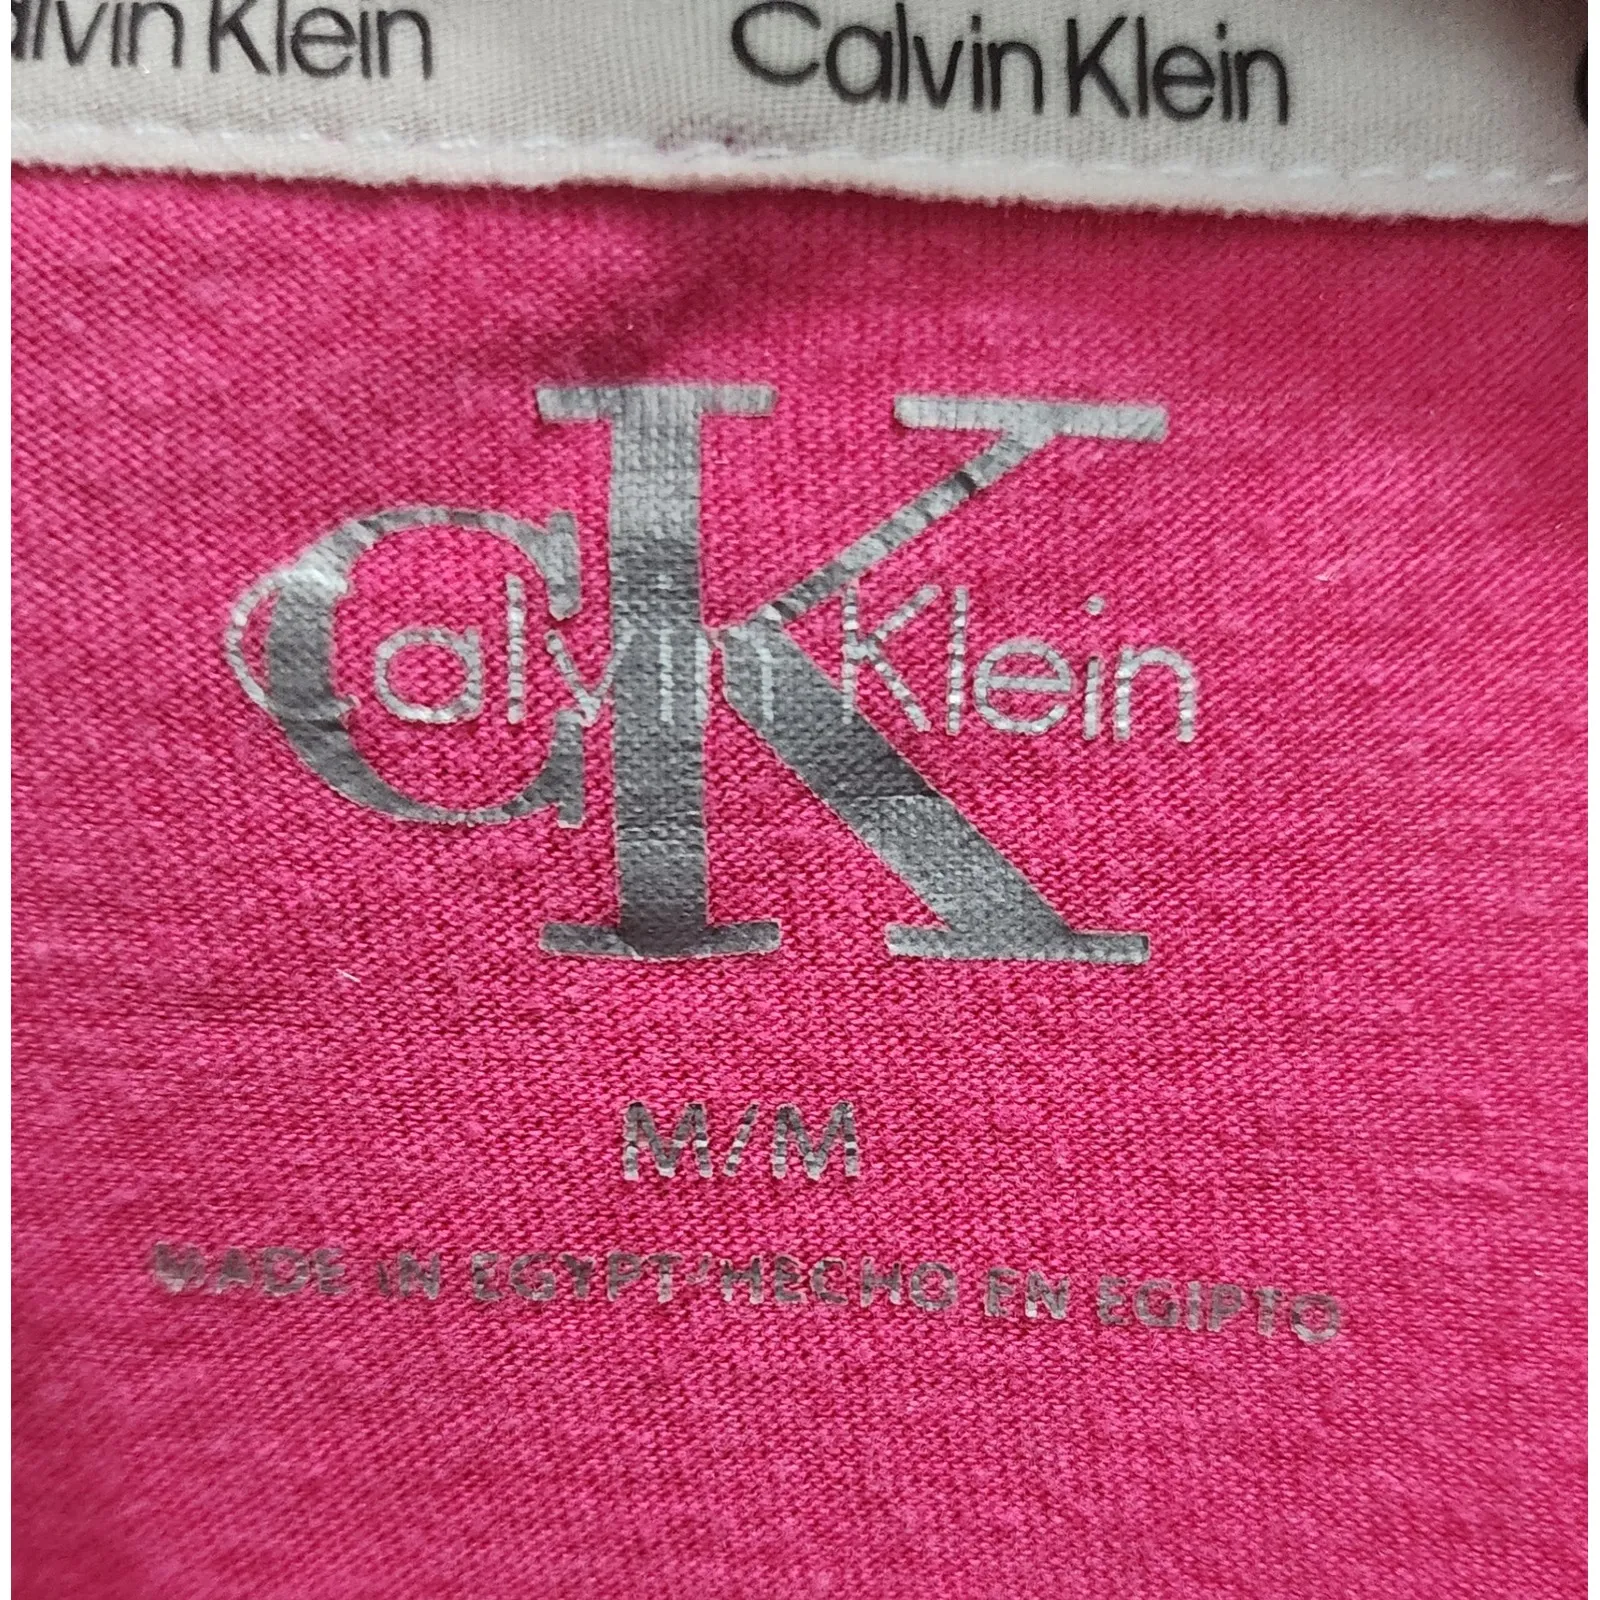 Calvin Klein Calvin Klein
CK
Calvin Klein
M/M
MADE IN EGYPT/HECHO EN EGIPTO